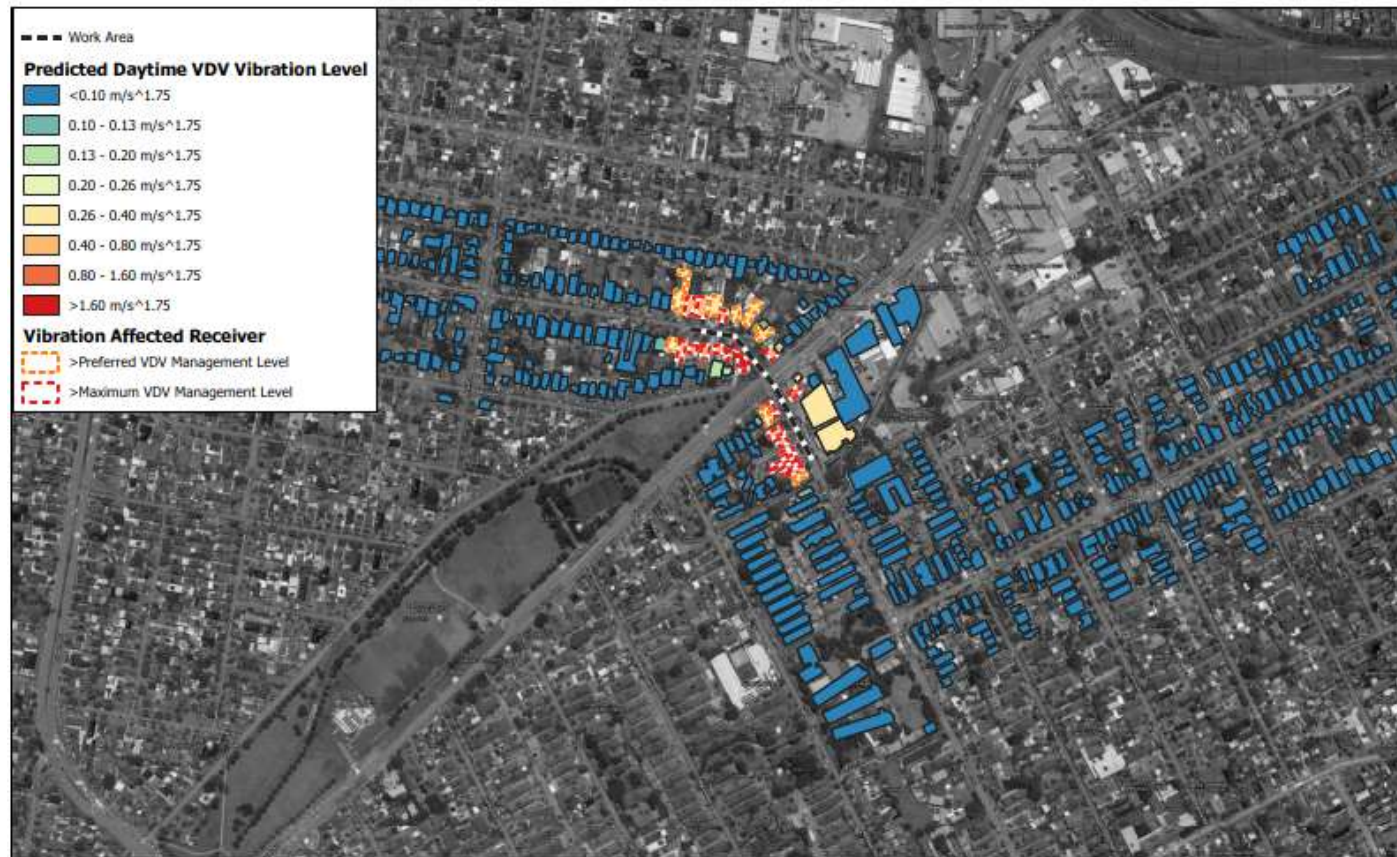 Work Area
Predicted Daytime VDV Vibration Level
<0.10 m/s^1.75
0.10 - 0.13 m/s^1.75
0.13 - 0.20 m/s^1.75
0.20 - 0.26 m/s^1.75
0.26 - 0.40 m/s^1.75
0.40 - 0.80 m/s^1.75
0.80 - 1.60 m/s^1.75
>1.60 m/s^1.75
Vibration Affected Receiver
>Preferred VDV Management Level
>Maximum VDV Management Level